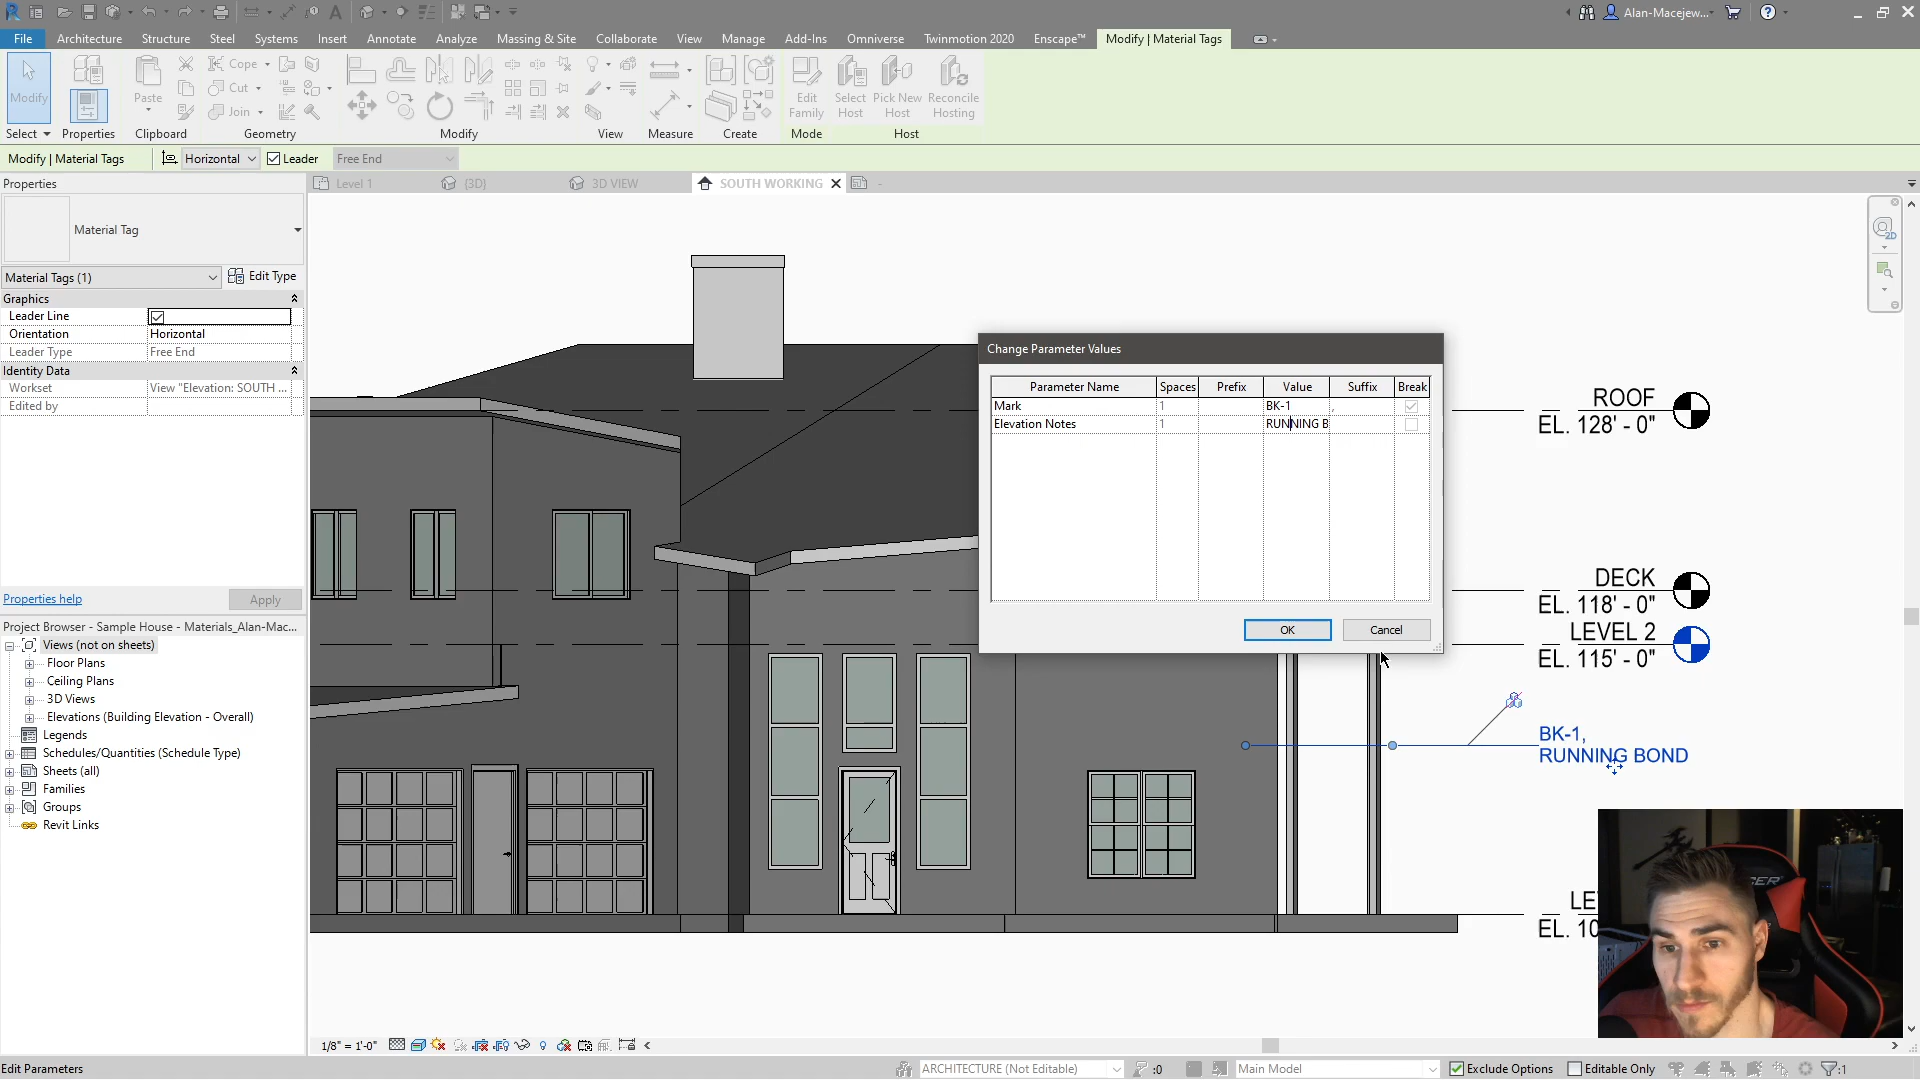 Alan-Macejew...
File Architecture Structure Steel Systems Insert Annotate Analyze Massing & Site Collaborate View Manage Add-Ins Omniverse Twinmotion 2020 Enscape™ Modify | Material Tags
Modify
Paste
Cope
Cut
Join
Edit Family
Select Host
Pick New Host
Reconcile Hosting
Select Properties Clipboard Geometry Modify View Measure Create Mode Host
Modify | Material Tags Horizontal Leader Free End
Properties
Level 1 {3D} 3D VIEW SOUTH WORKING -
Material Tag
Material Tags (1) Edit Type
Graphics
Leader Line
Orientation Horizontal
Leader Type Free End
Identity Data
Workset View "Elevation: SOUTH ...
Edited by
Properties help Apply
Project Browser - Sample House - Materials_Alan-Mac...
Views (not on sheets)
Floor Plans
Ceiling Plans
3D Views
Elevations (Building Elevation - Overall)
Legends
Schedules/Quantities (Schedule Type)
Sheets (all)
Families
Groups
Revit Links
Change Parameter Values
Parameter Name Spaces Prefix Value Suffix Break
Mark 1 BK-1 ,
Elevation Notes 1 RUNNING B
OK Cancel
ROOF
EL. 128' - 0"
DECK
EL. 118' - 0"
LEVEL 2
EL. 115' - 0"
BK-1,
RUNNING BOND
LE
EL. 10
2D
1/8" = 1'-0"
Edit Parameters ARCHITECTURE (Not Editable) :0 Main Model Exclude Options Editable Only :1